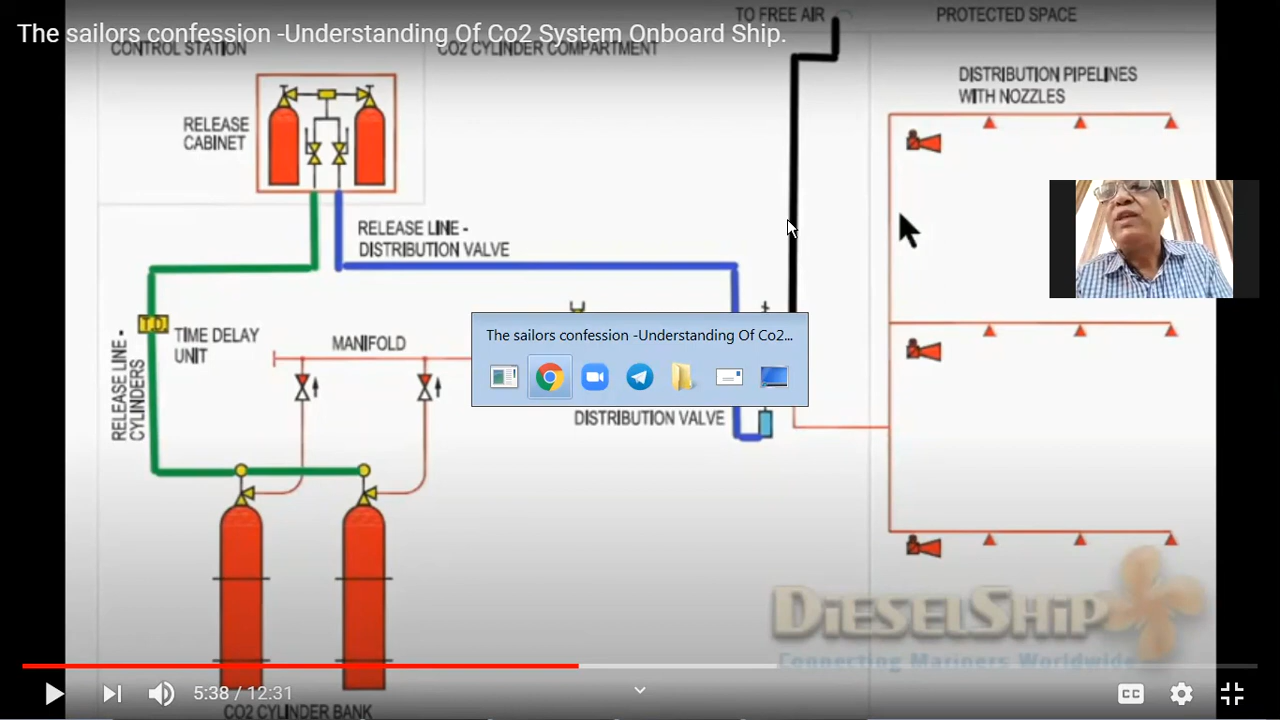 The sailors confession -Understanding Of Co2 System Onboard Ship.
TO FREE AIR
PROTECTED SPACE
CONTROL STATION
CO2 CYLINDER COMPARTMENT
DISTRIBUTION PIPELINES
WITH NOZZLES
RELEASE
CABINET
RELEASE LINE -
DISTRIBUTION VALVE
T.D.
TIME DELAY
UNIT
MANIFOLD
RELEASE LINE -
CYLINDERS
The sailors confession -Understanding Of Co2...
DISTRIBUTION VALVE
DIESELSHIP
Connecting Mariners Worldwide
5:38 / 12:31
CC
CO2 CYLINDER BANK